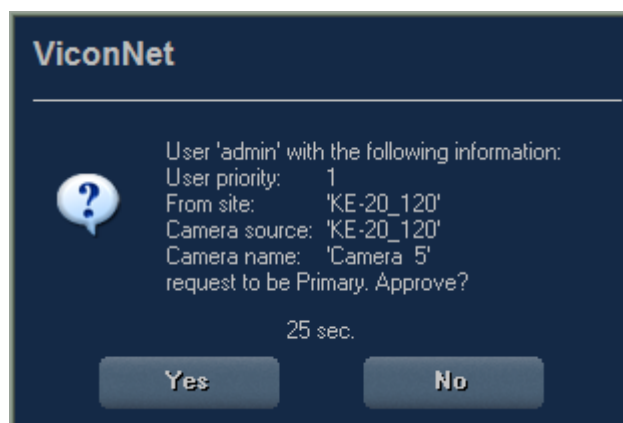 ViconNet
User 'admin' with the following information:
User priority: 1
From site: 'KE-20_120'
Camera source: 'KE-20_120'
Camera name: 'Camera 5'
request to be Primary. Approve?
25 sec.
Yes No